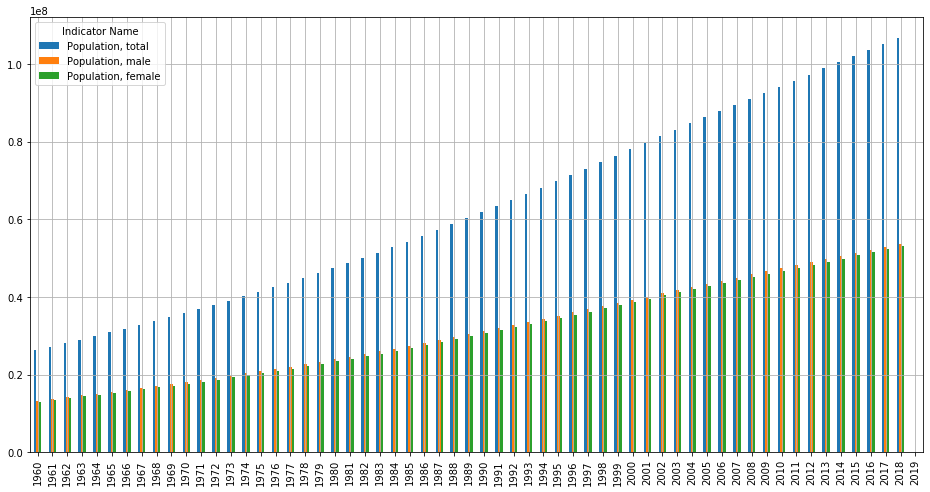 1e8
Indicator Name
Population, total
Population, male
Population, female
1.0
0.8
0.6
0.4
0.2
0.0
1960 1961 1962 1963 1964 1965 1966 1967 1968 1969 1970 1971 1972 1973 1974 1975 1976 1977 1978 1979 1980 1981 1982 1983 1984 1985 1986 1987 1988 1989 1990 1991 1992 1993 1994 1995 1996 1997 1998 1999 2000 2001 2002 2003 2004 2005 2006 2007 2008 2009 2010 2011 2012 2013 2014 2015 2016 2017 2018 2019